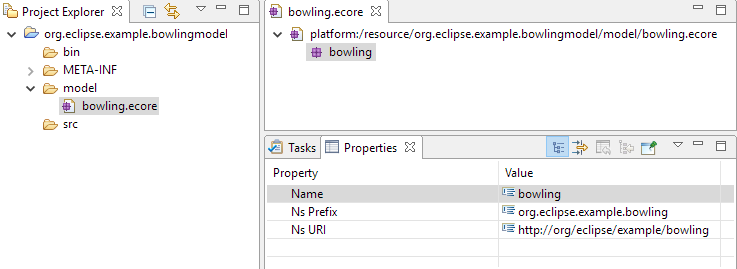 Project Explorer
org.eclipse.example.bowlingmodel
bin
META-INF
model
bowling.ecore
src
bowling.ecore
platform:/resource/org.eclipse.example.bowlingmodel/model/bowling.ecore
bowling
Tasks Properties
Property Value
Name bowling
Ns Prefix org.eclipse.example.bowling
Ns URI http://org/eclipse/example/bowling